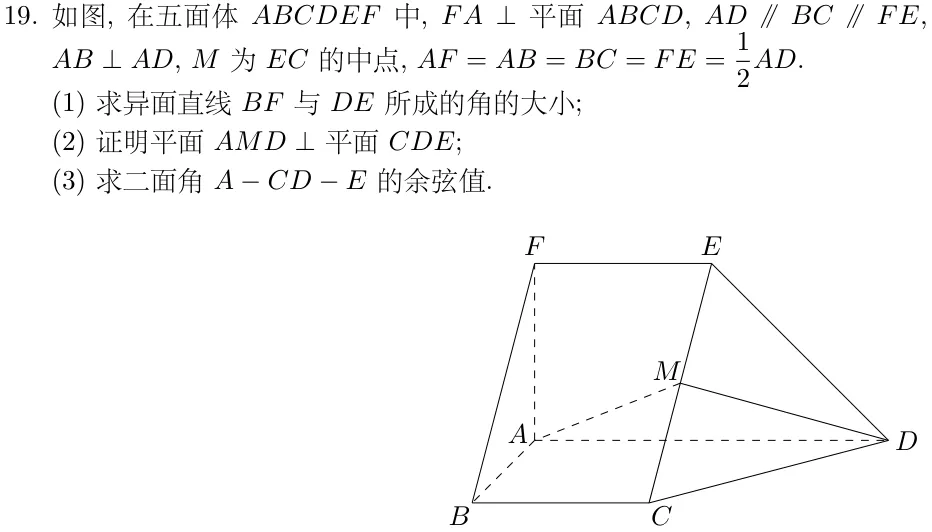 19. 如图, 在五面体 ABCDEF 中, FA ⊥ 平面 ABCD, AD ∥ BC ∥ FE,
AB ⊥ AD, M 为 EC 的中点, AF = AB = BC = FE = \frac{1}{2}AD.
(1) 求异面直线 BF 与 DE 所成的角的大小;
(2) 证明平面 AMD ⊥ 平面 CDE;
(3) 求二面角 A − CD − E 的余弦值.
F E
M
A D
B C